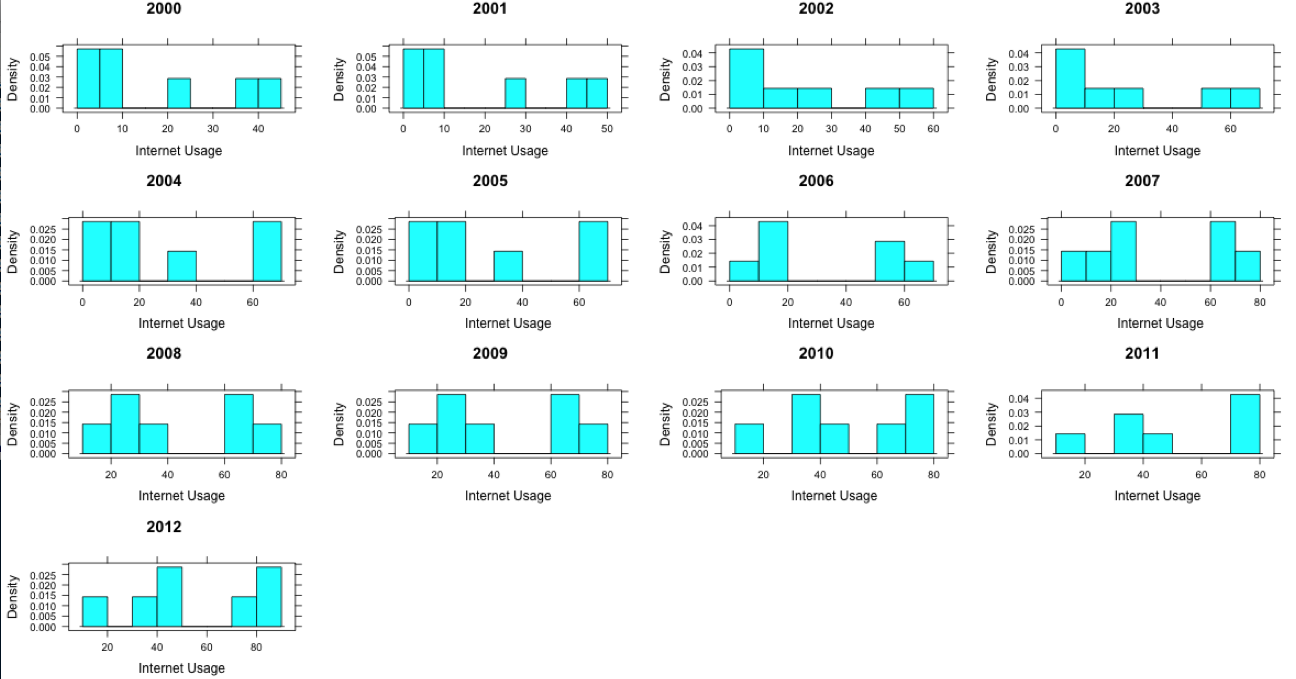 2000 2001 2002 2003
Density 0.00 0.01 0.02 0.03 0.04 0.05 Density 0.00 0.01 0.02 0.03 0.04 0.05 Density 0.00 0.01 0.02 0.03 0.04 Density 0.00 0.01 0.02 0.03 0.04
0 10 20 30 40 0 10 20 30 40 50 0 10 20 30 40 50 60 0 20 40 60
Internet Usage Internet Usage Internet Usage Internet Usage
2004 2005 2006 2007
Density 0.000 0.005 0.010 0.015 0.020 0.025 Density 0.000 0.005 0.010 0.015 0.020 0.025 Density 0.00 0.01 0.02 0.03 0.04 Density 0.000 0.005 0.010 0.015 0.020 0.025
0 20 40 60 0 20 40 60 0 20 40 60 0 20 40 60 80
Internet Usage Internet Usage Internet Usage Internet Usage
2008 2009 2010 2011
Density 0.000 0.005 0.010 0.015 0.020 0.025 Density 0.000 0.005 0.010 0.015 0.020 0.025 Density 0.000 0.005 0.010 0.015 0.020 0.025 Density 0.00 0.01 0.02 0.03 0.04
20 40 60 80 20 40 60 80 20 40 60 80 20 40 60 80
Internet Usage Internet Usage Internet Usage Internet Usage
2012
Density 0.000 0.005 0.010 0.015 0.020 0.025
20 40 60 80
Internet Usage